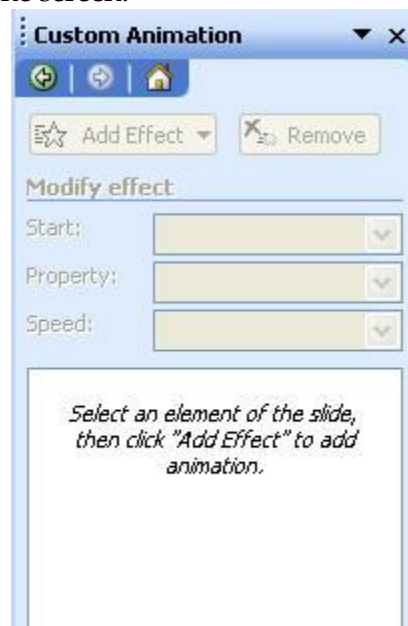 Custom Animation
Add Effect Remove
Modify effect
Start:
Property:
Speed:
Select an element of the slide,
then click "Add Effect" to add
animation.